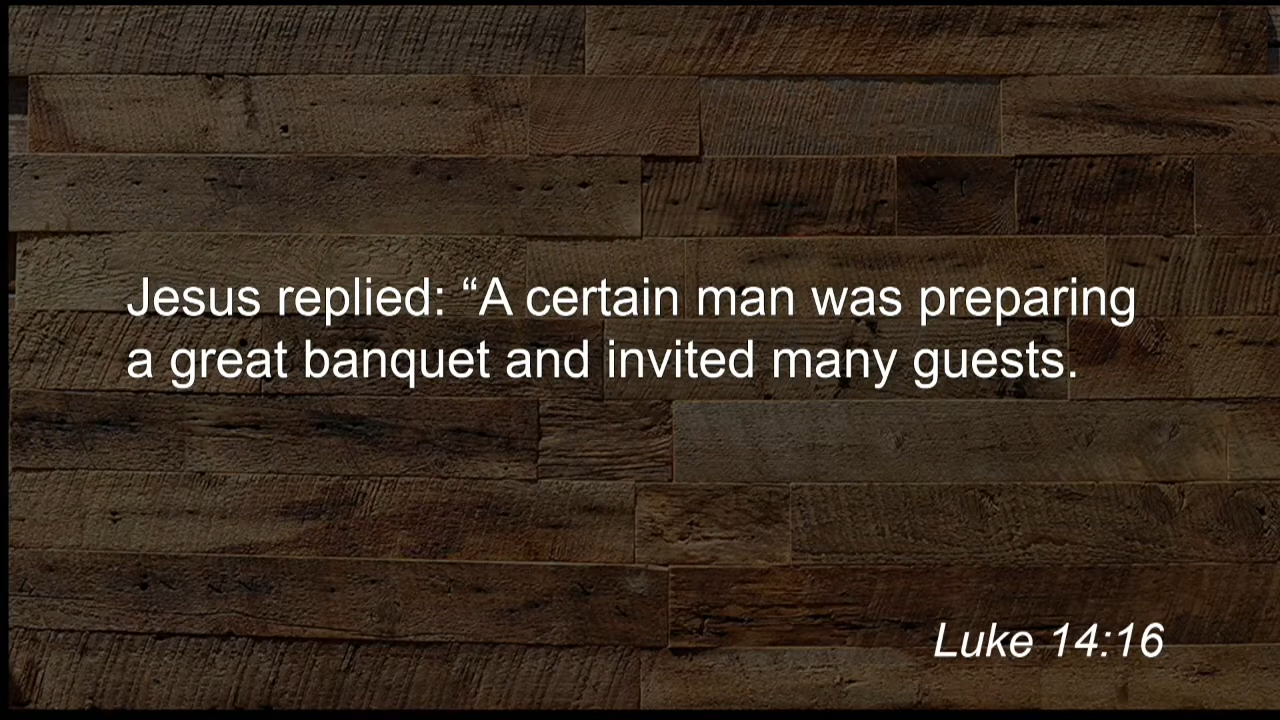 Jesus replied: “A certain man was preparing
a great banquet and invited many guests.
Luke 14:16